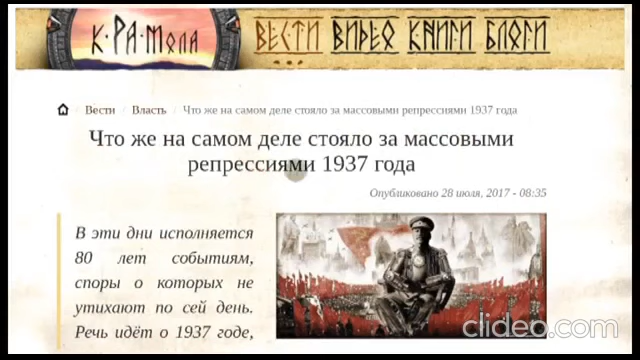 К·РА·МОЛА
ВЕСТИ ВИДЕО КНИГИ БЛОГИ
Вести / Власть / Что же на самом деле стояло за массовыми репрессиями 1937 года
Что же на самом деле стояло за массовыми
репрессиями 1937 года
Опубликовано 28 июля, 2017 - 08:35
В эти дни исполняется
80 лет событиям,
споры о которых не
утихают по сей день.
Речь идёт о 1937 годе,
clideo.com